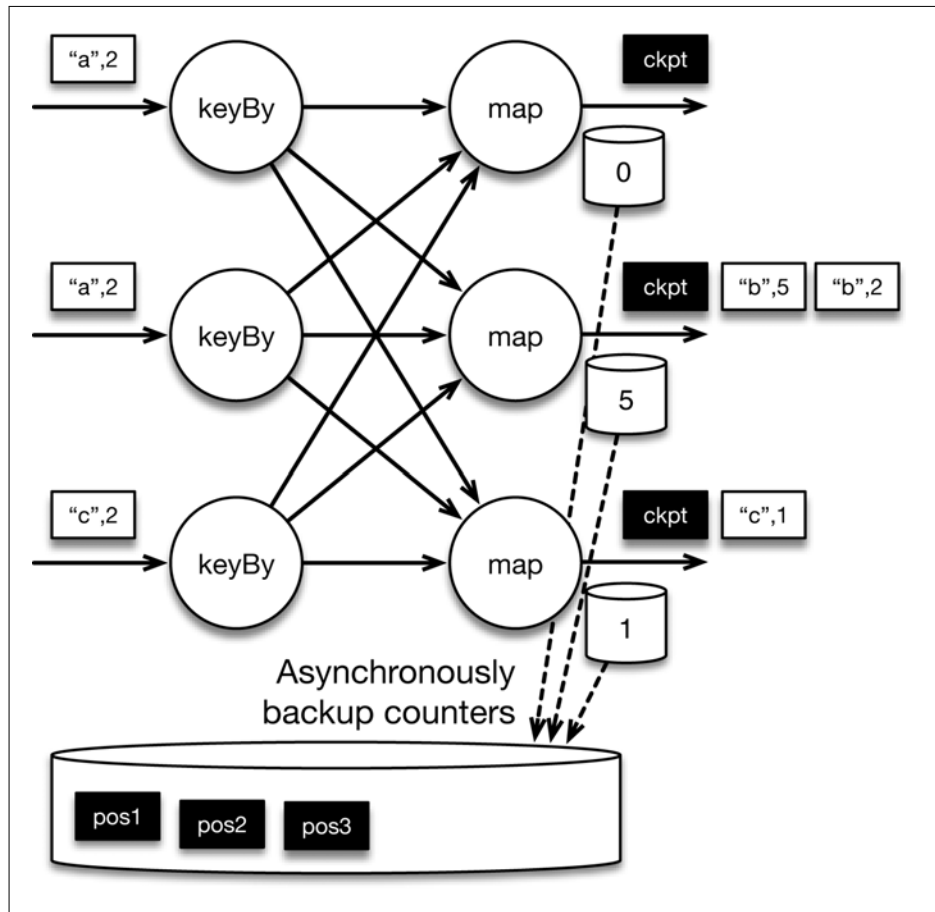 “a”,2
keyBy
map
ckpt
0
“a”,2
keyBy
map
ckpt
“b”,5
“b”,2
5
“c”,2
keyBy
map
ckpt
“c”,1
1
Asynchronously
backup counters
pos1
pos2
pos3